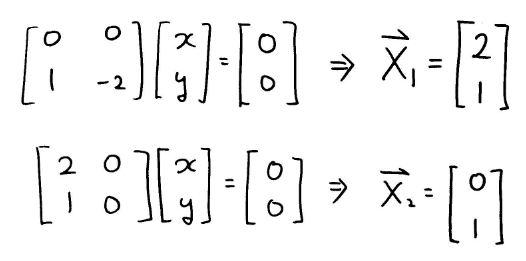 [0 0; 1 -2][x; y] = [0; 0] ⇒ X⃗₁ = [2; 1]
[2 0; 1 0][x; y] = [0; 0] ⇒ X⃗₂ = [0; 1]